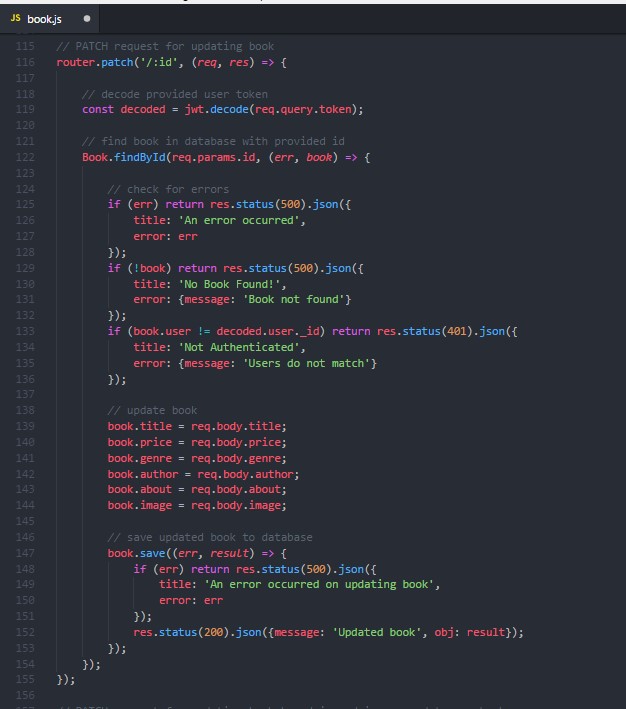 JS book.js
115 // PATCH request for updating book
116 router.patch('/:id', (req, res) => {
117
118 // decode provided user token
119 const decoded = jwt.decode(req.query.token);
120
121 // find book in database with provided id
122 Book.findById(req.params.id, (err, book) => {
123
124 // check for errors
125 if (err) return res.status(500).json({
126 title: 'An error occurred',
127 error: err
128 });
129 if (!book) return res.status(500).json({
130 title: 'No Book Found!',
131 error: {message: 'Book not found'}
132 });
133 if (book.user != decoded.user._id) return res.status(401).json({
134 title: 'Not Authenticated',
135 error: {message: 'Users do not match'}
136 });
137
138 // update book
139 book.title = req.body.title;
140 book.price = req.body.price;
141 book.genre = req.body.genre;
142 book.author = req.body.author;
143 book.about = req.body.about;
144 book.image = req.body.image;
145
146 // save updated book to database
147 book.save((err, result) => {
148 if (err) return res.status(500).json({
149 title: 'An error occurred on updating book',
150 error: err
151 });
152 res.status(200).json({message: 'Updated book', obj: result});
153 });
154 });
155 });
156